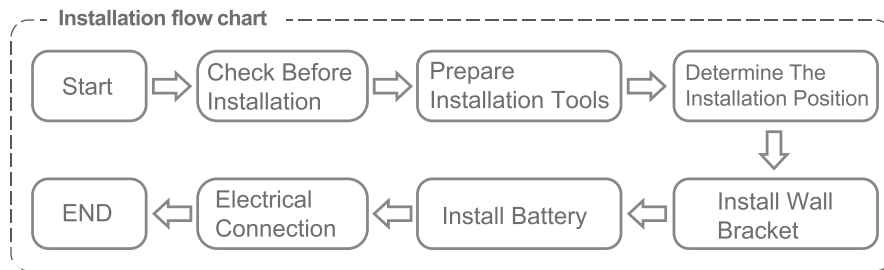 Installation flow chart
Start
Check Before
Installation
Prepare
Installation Tools
Determine The
Installation Position
Install Wall
Bracket
Install Battery
Electrical
Connection
END